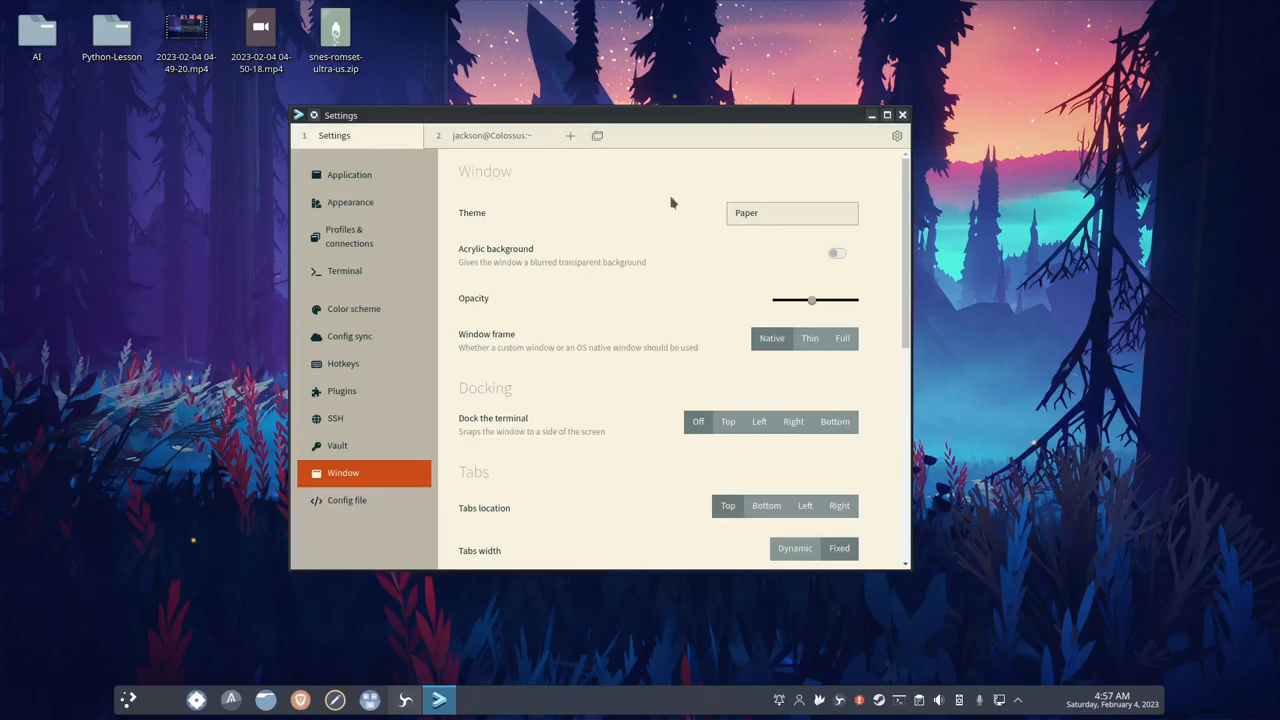 AI
Python-Lesson
2023-02-04 04-
49-20.mp4
2023-02-04 04-
50-18.mp4
snes-romset-
ultra-us.zip
Settings
1 Settings
2 jackson@Colossus:~
Application
Appearance
Profiles &
connections
Terminal
Color scheme
Config sync
Hotkeys
Plugins
SSH
Vault
Window
Config file
Window
Theme
Paper
Acrylic background
Gives the window a blurred transparent background
Opacity
Window frame
Whether a custom window or an OS native window should be used
Native Thin Full
Docking
Dock the terminal
Snaps the window to a side of the screen
Off Top Left Right Bottom
Tabs
Tabs location
Top Bottom Left Right
Tabs width
Dynamic Fixed
4:57 AM
Saturday, February 4, 2023